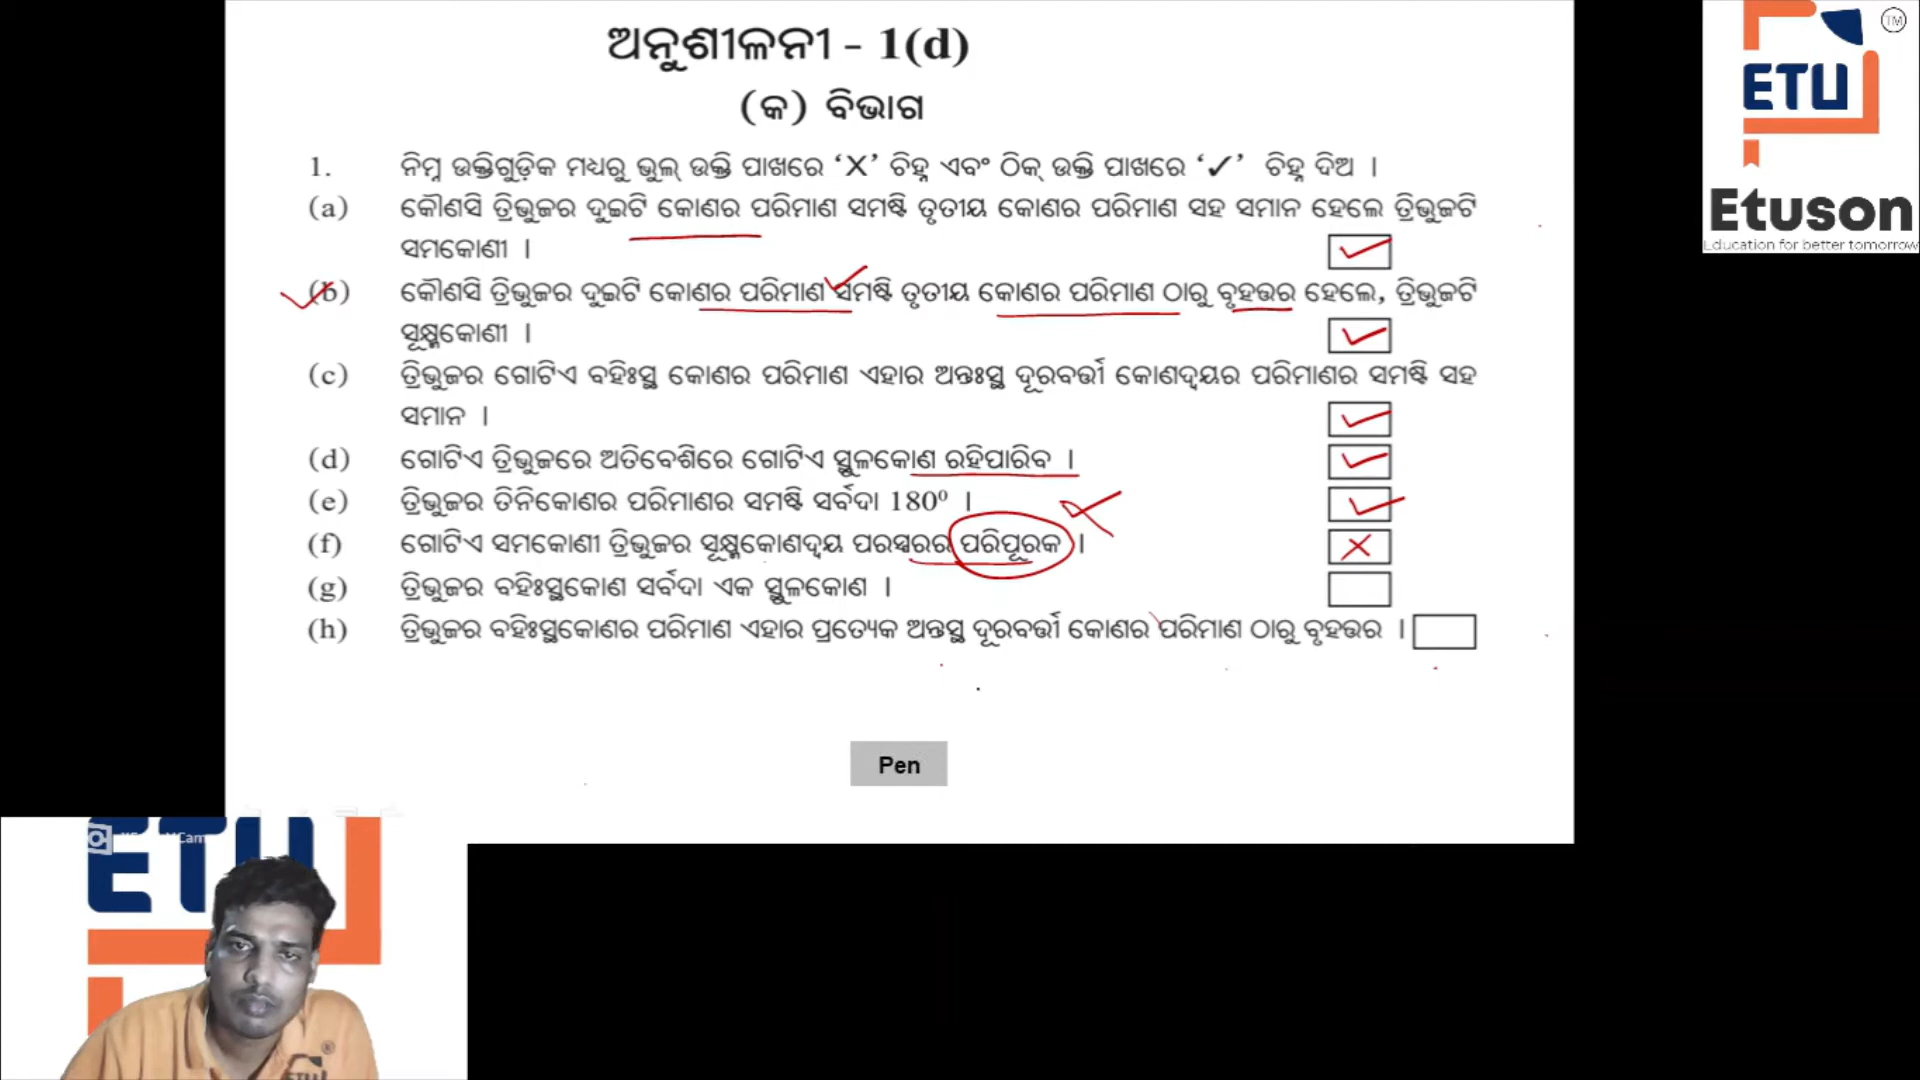 ଅନୁଶୀଳନୀ - 1(d)
(କ) ବିଭାଗ
1. ନିମ୍ନ ଉକ୍ତିଗୁଡ଼ିକ ମଧ୍ୟରୁ ଭୁଲ୍ ଉକ୍ତି ପାଖରେ ‘X’ ଚିହ୍ନ ଏବଂ ଠିକ୍ ଉକ୍ତି ପାଖରେ ‘✓’ ଚିହ୍ନ ଦିଅ ।
(a) କୌଣସି ତ୍ରିଭୁଜର ଦୁଇଟି କୋଣର ପରିମାଣ ସମଷ୍ଟି ତୃତୀୟ କୋଣର ପରିମାଣ ସହ ସମାନ ହେଲେ ତ୍ରିଭୁଜଟି
ସମକୋଣୀ । ✓
(b) କୌଣସି ତ୍ରିଭୁଜର ଦୁଇଟି କୋଣର ପରିମାଣ ସମଷ୍ଟି ତୃତୀୟ କୋଣର ପରିମାଣ ଠାରୁ ବୃହତ୍ତର ହେଲେ, ତ୍ରିଭୁଜଟି
ସୂକ୍ଷ୍ମକୋଣୀ । ✓
(c) ତ୍ରିଭୁଜର ଗୋଟିଏ ବହିଃସ୍ଥ କୋଣର ପରିମାଣ ଏହାର ଅନ୍ତଃସ୍ଥ ଦୂରବର୍ତ୍ତୀ କୋଣଦ୍ୱୟର ପରିମାଣର ସମଷ୍ଟି ସହ
ସମାନ । ✓
(d) ଗୋଟିଏ ତ୍ରିଭୁଜରେ ଅତିବେଶିରେ ଗୋଟିଏ ସ୍ଥୁଳକୋଣ ରହିପାରିବ । ✓
(e) ତ୍ରିଭୁଜର ତିନିକୋଣର ପରିମାଣର ସମଷ୍ଟି ସର୍ବଦା 180⁰ । ✓
(f) ଗୋଟିଏ ସମକୋଣୀ ତ୍ରିଭୁଜର ସୂକ୍ଷ୍ମକୋଣଦ୍ୱୟ ପରସ୍ପରର ପରିପୂରକ । X
(g) ତ୍ରିଭୁଜର ବହିଃସ୍ଥକୋଣ ସର୍ବଦା ଏକ ସ୍ଥୁଳକୋଣ ।
(h) ତ୍ରିଭୁଜର ବହିଃସ୍ଥକୋଣର ପରିମାଣ ଏହାର ପ୍ରତ୍ୟେକ ଅନ୍ତସ୍ଥ ଦୂରବର୍ତ୍ତୀ କୋଣର ପରିମାଣ ଠାରୁ ବୃହତ୍ତର ।
Pen
TM
ETU
Etuson
Education for better tomorrow
ETU
ETU